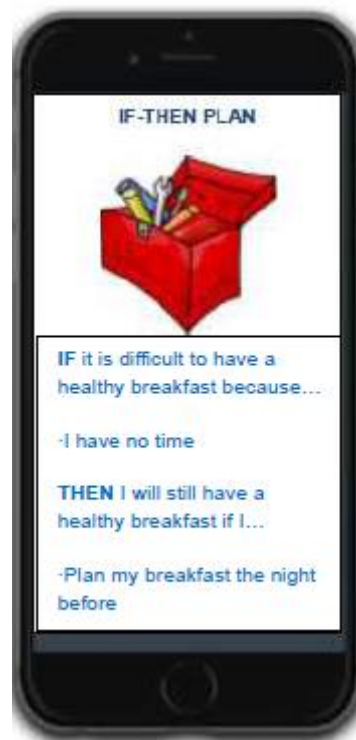 IF-THEN PLAN
IF it is difficult to have a
healthy breakfast because...
-I have no time
THEN I will still have a
healthy breakfast if I...
-Plan my breakfast the night
before